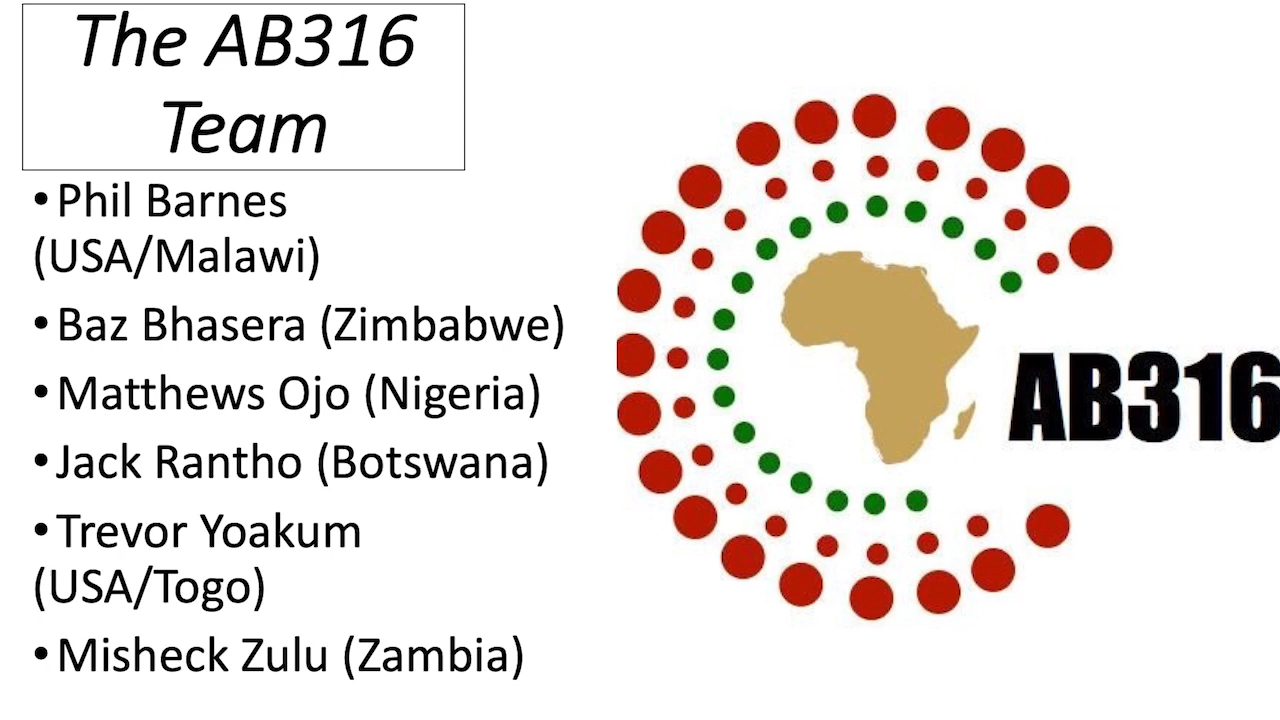 The AB316
Team
•Phil Barnes
(USA/Malawi)
•Baz Bhasera (Zimbabwe)
•Matthews Ojo (Nigeria)
•Jack Rantho (Botswana)
•Trevor Yoakum
(USA/Togo)
•Misheck Zulu (Zambia)
AB316